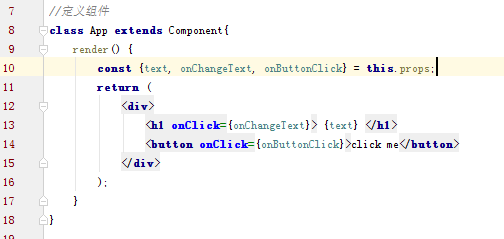 7 //定义组件
8 class App extends Component{
9 render() {
10 const {text, onChangeText, onButtonClick} = this.props;
11 return (
12 <div>
13 <h1 onClick={onChangeText}> {text} </h1>
14 <button onClick={onButtonClick}>click me</button>
15 </div>
16 );
17 }
18 }
19